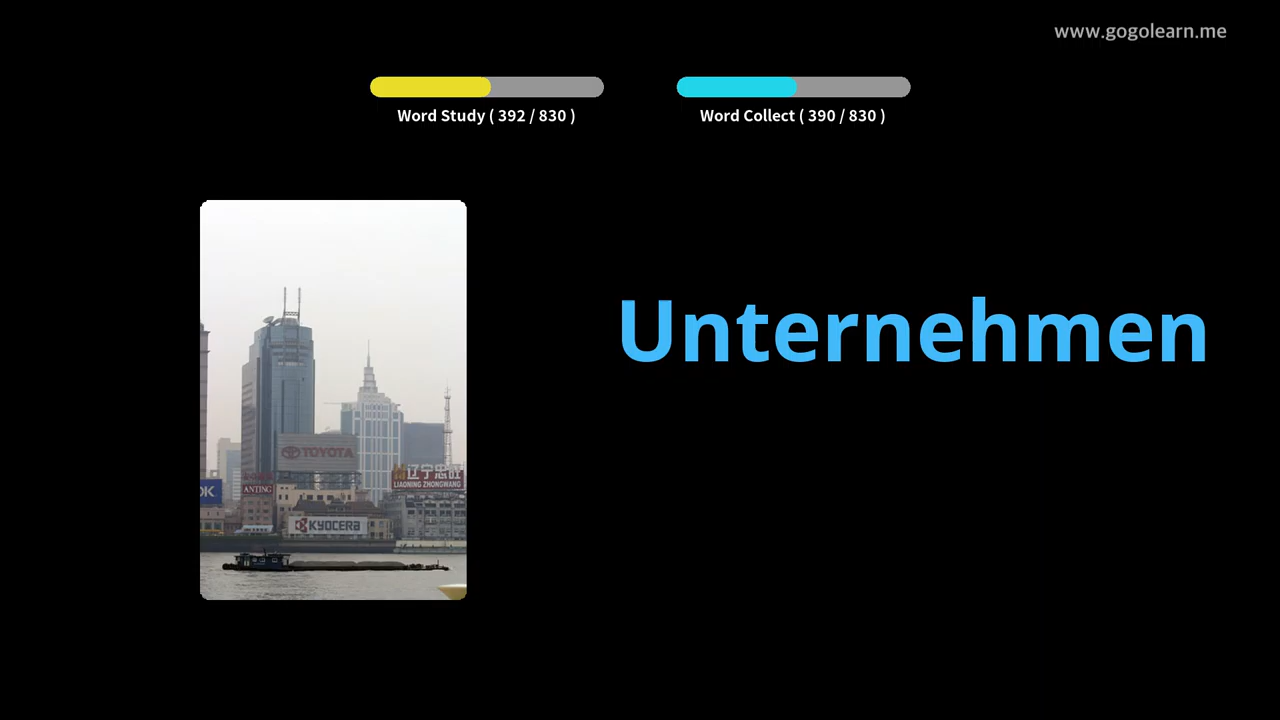 www.gogolearn.me
Word Study ( 392 / 830 )
Word Collect ( 390 / 830 )
Unternehmen
TOYOTA
辽宁忠旺
LIAONING ZHONGWANG
OK
ANTING
KYOCERA